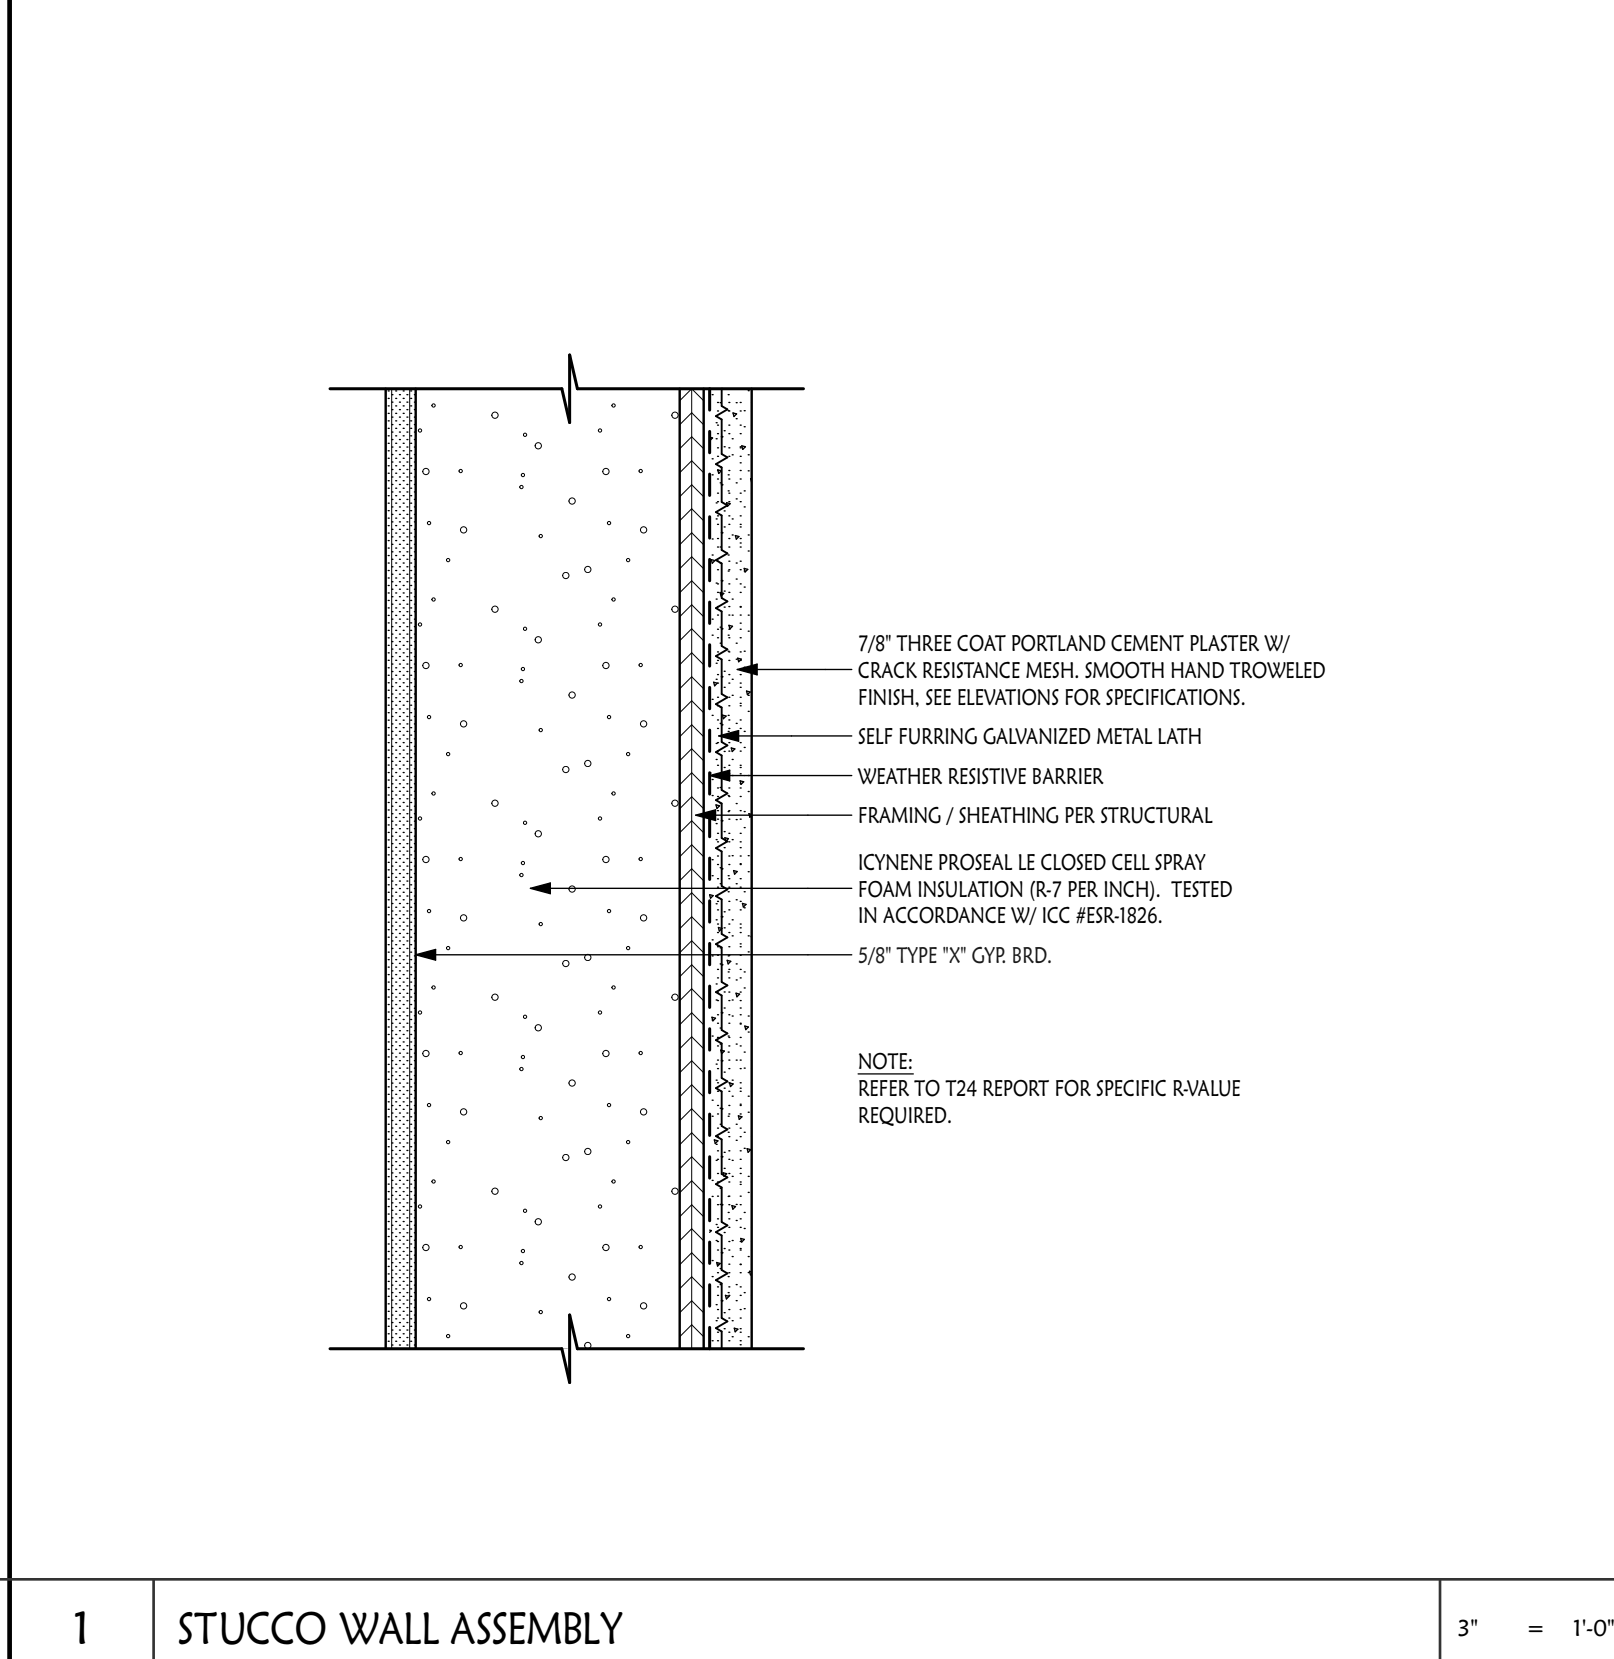 7/8" THREE COAT PORTLAND CEMENT PLASTER W/
CRACK RESISTANCE MESH. SMOOTH HAND TROWELED
FINISH, SEE ELEVATIONS FOR SPECIFICATIONS.
SELF FURRING GALVANIZED METAL LATH
WEATHER RESISTIVE BARRIER
FRAMING / SHEATHING PER STRUCTURAL
ICYNENE PROSEAL LE CLOSED CELL SPRAY
FOAM INSULATION (R-7 PER INCH). TESTED
IN ACCORDANCE W/ ICC #ESR-1826.
5/8" TYPE "X" GYP. BRD.
NOTE:
REFER TO T24 REPORT FOR SPECIFIC R-VALUE
REQUIRED.
1 STUCCO WALL ASSEMBLY 3" = 1'-0"